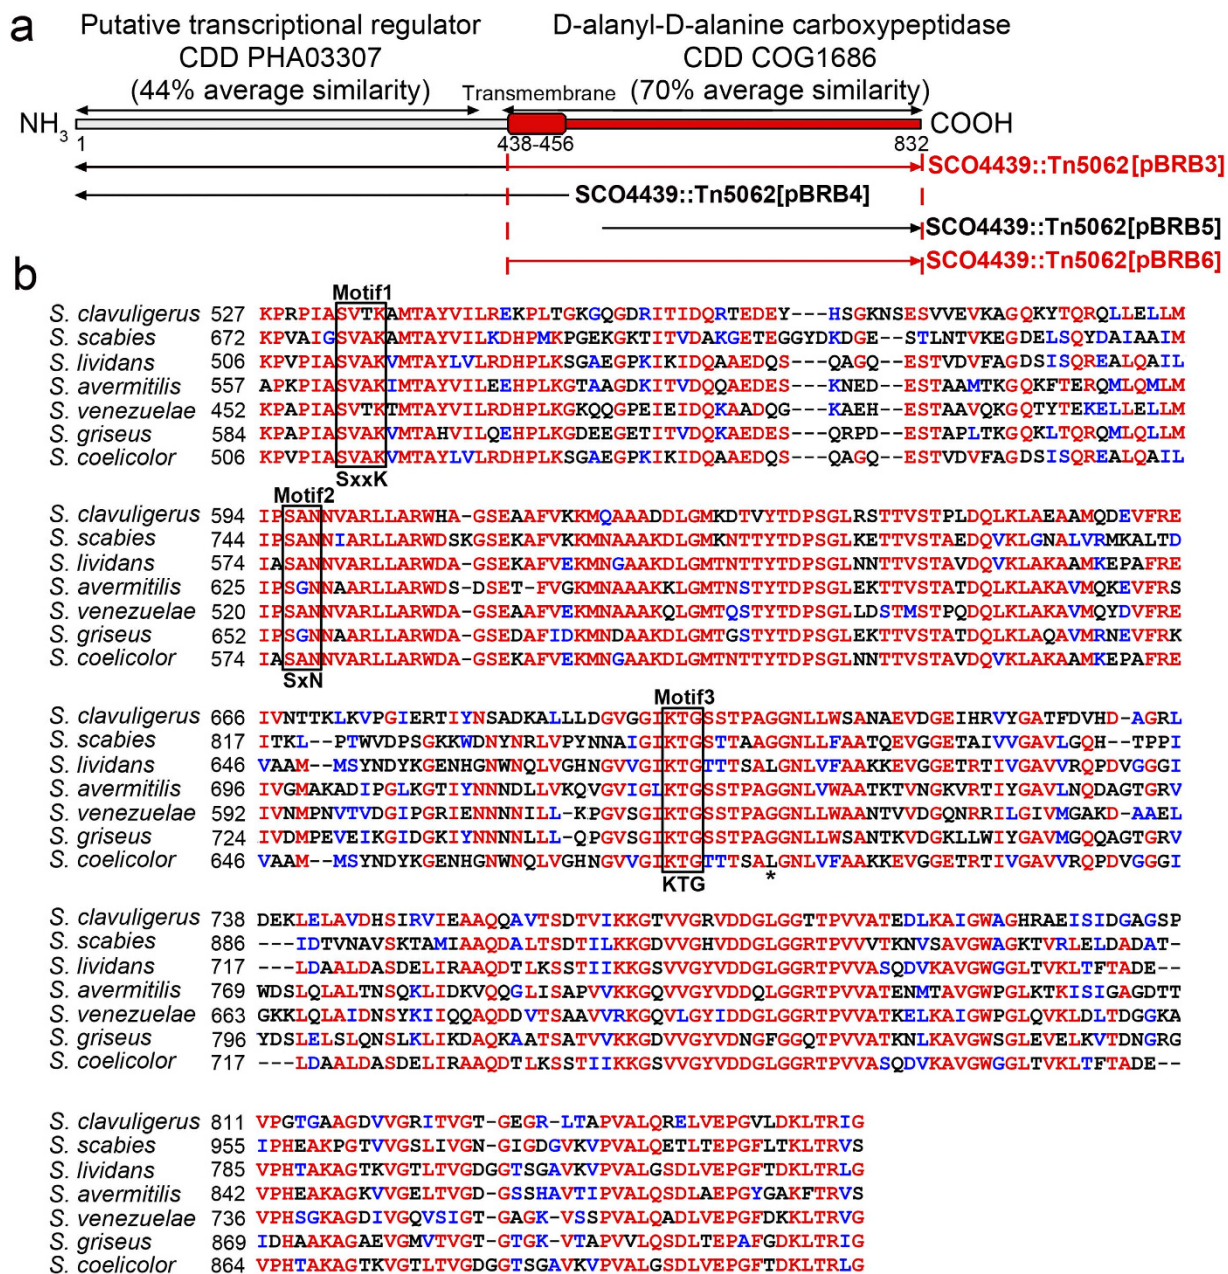 a
Putative transcriptional regulator D-alanyl-D-alanine carboxypeptidase
CDD PHA03307 CDD COG1686
(44% average similarity) Transmembrane (70% average similarity)
NH3 COOH
1 438-456 832
SCO4439::Tn5062[pBRB3]
SCO4439::Tn5062[pBRB4]
SCO4439::Tn5062[pBRB5]
SCO4439::Tn5062[pBRB6]
b
Motif1
S. clavuligerus 527 KPRPIASVTKAMTAYVILREKPLTGKGQGDRITIDQRTEDEY---HSGKNSESVVEVKAGQKYTQRQLLELLM
S. scabies 672 KPVAIGSVAKAMTAYVILKDHPMKPGEKGKTITVDAKGETEGGYDKDGE--STLNTVKEGDELSQYDAIAAIM
S. lividans 506 KPVPIASVAKVMTAYLVLRDHPLKSGAEGPKIKIDQQAEDQS---QAGQ--ESTVDVFAGDSISQREALQAIL
S. avermitilis 557 APKPIASVAKIMTAYVILEEHPLKGTAAGDKITVDQQAEDES---KNED--ESTAAMTKGQKFTERQMLQMLM
S. venezuelae 452 KPAPIASVTKTMTAYVILRDHPLKGKQQGPEIEIDQKAADQG---KAEH--ESTAAVQKGQTYTEKELLELLM
S. griseus 584 KPAPIASVAKVMTAHVILQEHPLKGDEEGETITVDQKAEDES---QRPD--ESTAPLTKGQKLTQRQMLQLLM
S. coelicolor 506 KPVPIASVAKVMTAYLVLRDHPLKSGAEGPKIKIDQQAEDQS---QAGQ--ESTVDVFAGDSISQREALQAIL
SxxK
Motif2
S. clavuligerus 594 IPSANNVARLLARWHA-GSEAAFVKKMQAAADDLGMKDTVYTDPSGLRSTTVSTPLDQLKLAEAAMQDEVFRE
S. scabies 744 IPSANNIARLLARWDSKGSEKAFVKKMNAAAKDLGMKNTTYTDPSGLKETTVSTAEDQVKLGNALVRMKALTD
S. lividans 574 IASANNVARLLARWDA-GSEKAFVEKMNGAAKDLGMTNTTYTDPSGLNNTTVSTAVDQVKLAKAAMKEPAFRE
S. avermitilis 625 IPSGNNAARLLARWDS-DSET-FVGKMNAAAKKLGMTNSTYTDPSGLEKTTVSTATDQLKLAKAVMQKEVFRS
S. venezuelae 520 IPSANNVARLLARWDA-GSEAAFVEKMNAAAKDLGMTQSTYTDPSGLLDSTMSTPQDQLKLAKAVMQYDVFRE
S. griseus 652 IPSGNNAARLLARWDA-GSEDAFIDKMNDAAKDLGMTGSTYTDPSGLEKTTVSTATDQLKLAQAVMRNEVFRK
S. coelicolor 574 IASANNVARLLARWDA-GSEKAFVEKMNGAAKDLGMTNTTYTDPSGLNNTTVSTAVDQVKLAKAAMKEPAFRE
SxN
Motif3
S. clavuligerus 666 IVNTTKLKVPGIERTIYNSADKALLLDGVGGIKTGSSTPAGGNLLWSANAEVDGEIHRVYGATFDVHD-AGRL
S. scabies 817 ITKL--PTWVDPSGKKWDNYNRLVPYNNAIGIKTGSTTAAGGNLLFAATQEVGGETAIVVGAVLGQH--TPPI
S. lividans 646 VAAM--MSYNDYKGENHGNWNQLVGHNGVVGIKTGTTTSALGNLVFAAKKEVGGETRTIVGAVVRQPDVGGGI
S. avermitilis 696 IVGMAKADIPGLKGTIYNNNDLLVKQVGVIGLKTGSSTPAGGNLVWAATKTVNGKVRTIYGAVLNQDAGTGRV
S. venezuelae 592 IVNMPNVTVDGIPGRIENNNNILL-KPGVSGIKTGSSTPAGGNLLWAANTVVDGQNRRILGIVMGAKD-AAEL
S. griseus 724 IVDMPEVEIKGIDGKIYNNNNLLL-QPGVSGIKTGSSTPAGGNLLWSANTKVDGKLLWIYGAVMGQQAGTGRV
S. coelicolor 646 VAAM--MSYNDYKGENHGNWNQLVGHNGVVGIKTGTTTSALGNLVFAAKKEVGGETRTIVGAVVRQPDVGGGI
KTG *
S. clavuligerus 738 DEKLELAVDHSIRVIEAAQQAVTSDTVIKKGTVVGRVDDGLGGTTPVVATEDLKAIGWAGHRAEISIDGAGSP
S. scabies 886 ---IDTVNAVSKTAMIAAQDALTSDTILKKGDVVGHVDDGLGGRTPVVVTKNVSAVGWAGKTVRLELDADAT-
S. lividans 717 ---LDAALDASDELIRAAQDTLKSSTIIKKGSVVGYVDDGLGGRTPVVASQDVKAVGWGGLTVKLTFTADE--
S. avermitilis 769 WDSLQLALTNSQKLIDKVQQGLISAPVVKKGQVVGYVDDQLGGRTPVVATENMTAVGWPGLKTKISIGAGDTT
S. venezuelae 663 GKKLQLAIDNSYKIIQQAQDDVTSAAVVRKGQVLGYIDDGLGGRTPVVATKELKAIGWPGLQVKLDLTDGGKA
S. griseus 796 YDSLELSLQNSLKLIKDAQKAATSATVVKKGDVVGYVDNGFGGQTPVVATKNLKAVGWSGLEVELKVTDNGRG
S. coelicolor 717 ---LDAALDASDELIRAAQDTLKSSTIIKKGSVVGYVDDGLGGRTPVVASQDVKAVGWGGLTVKLTFTADE--
S. clavuligerus 811 VPGTGAAGDVVGRITVGT-GEGR-LTAPVALQRELVEPGVLDKLTRIG
S. scabies 955 IPHEAKPGTVVGSLIVGN-GIGDGVKVPVALQETLTEPGFLTKLTRVS
S. lividans 785 VPHTAKAGTKVGTLTVGDGGTSGAVKVPVALGSDLVEPGFTDKLTRLG
S. avermitilis 842 VPHEAKAGKVVGELTVGD-GSSHAVTIPVALQSDLAEPGYGAKFTRVS
S. venezuelae 736 VPHSGKAGDIVGQVSIGT-GAGK-VSSPVALQADLVEPGFDKKLTRVG
S. griseus 869 IDHAAKAGAEVGMVTVGT-GTGK-VTAPVVLQSDLTEPAFGDKLTRIG
S. coelicolor 864 VPHTAKAGTKVGTLTVGDGGTSGAVKVPVALGSDLVEPGFTDKLTRLG